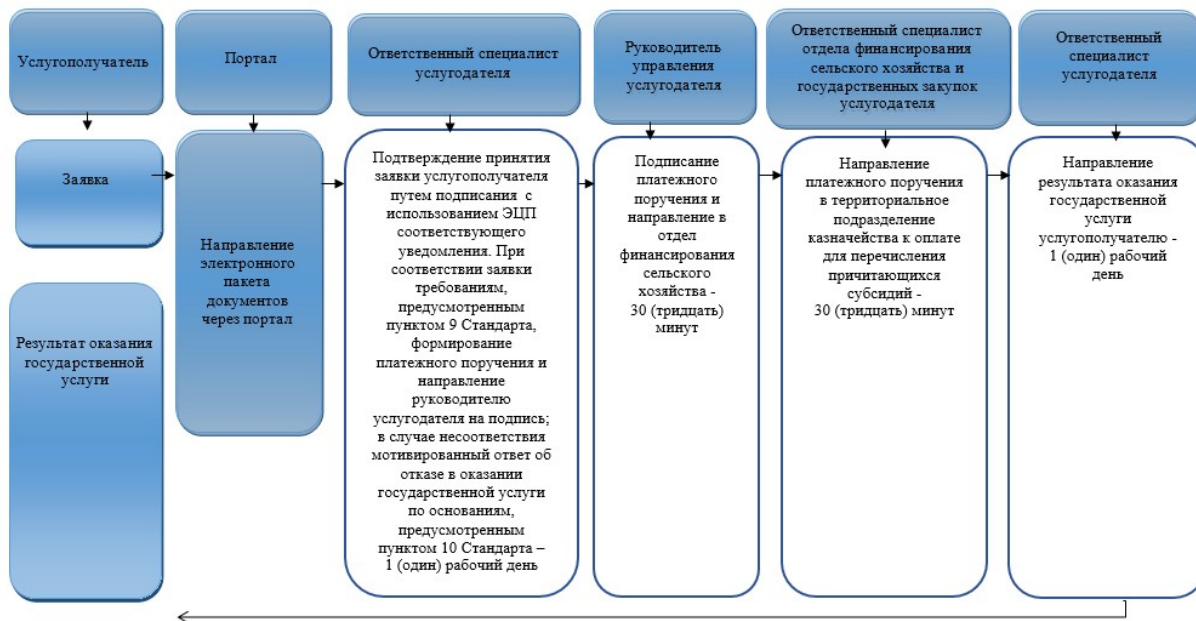 Услугополучатель
Портал
Ответственный специалист
услугодателя
Руководитель
управления
услугодателя
Ответственный специалист
отдела финансирования
сельского хозяйства и
государственных закупок
услугодателя
Ответственный
специалист
услугодателя
Заявка
Результат оказания
государственной
услуги
Направление
электронного
пакета
документов
через портал
Подтверждение принятия
заявки услугополучателя
путем подписания с
использованием ЭЦП
соответствующего
уведомления. При
соответствии заявки
требованиям,
предусмотренным
пунктом 9 Стандарта,
формирование
платежного поручения и
направление
руководителю
услугодателя на подпись;
в случае несоответствия
мотивированный ответ об
отказе в оказании
государственной услуги
по основаниям,
предусмотренным
пунктом 10 Стандарта –
1 (один) рабочий день
Подписание
платежного
поручения и
направление в
отдел
финансирования
сельского
хозяйства -
30 (тридцать)
минут
Направление
платежного поручения
в территориальное
подразделение
казначейства к оплате
для перечисления
причитающихся
субсидий -
30 (тридцать) минут
Направление
результата оказания
государственной
услуги
услугополучателю -
1 (один) рабочий
день